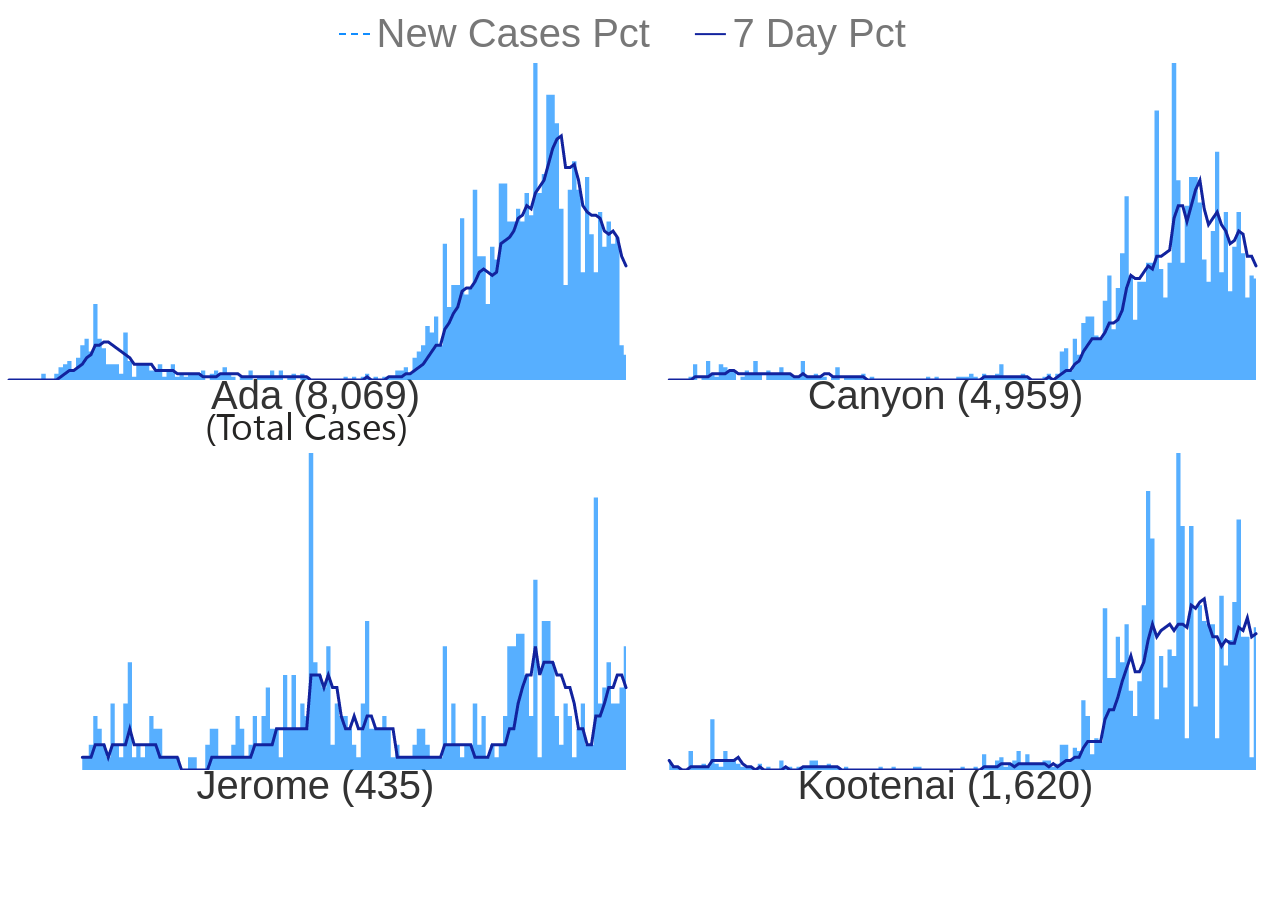 New Cases Pct 7 Day Pct
Ada (8,069) Canyon (4,959)
(Total Cases)
Jerome (435) Kootenai (1,620)